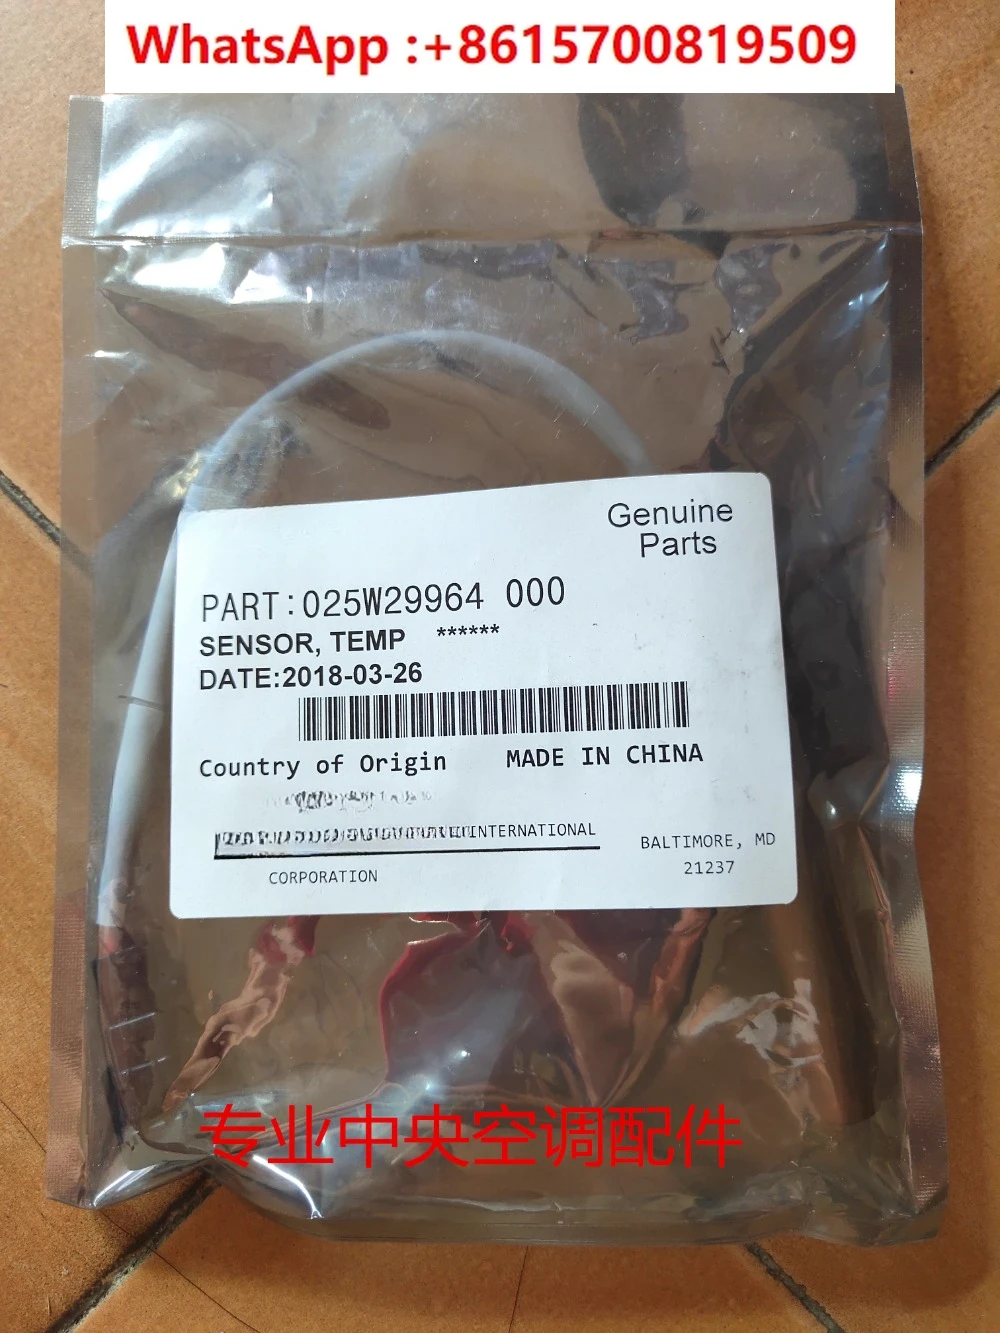 WhatsApp :+8615700819509
Genuine
Parts
PART:025W29964 000
SENSOR, TEMP ******
DATE:2018-03-26
Country of Origin MADE IN CHINA
INTERNATIONAL
BALTIMORE, MD
CORPORATION
21237
专业中央空调配件